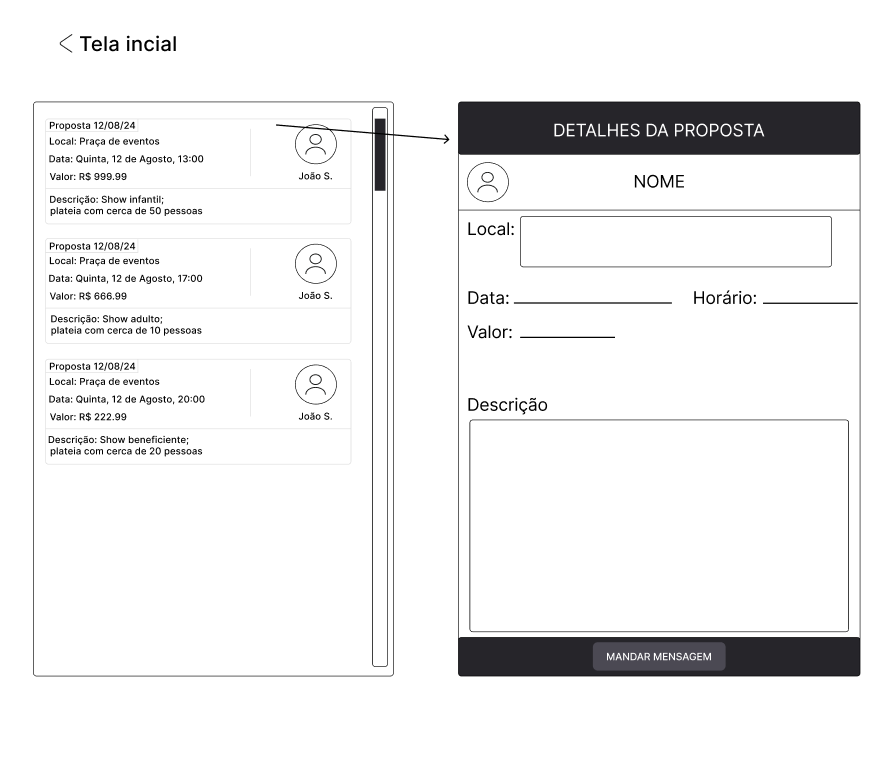 Tela incial
Proposta 12/08/24
Local: Praça de eventos
Data: Quinta, 12 de Agosto, 13:00
Valor: R$ 999.99
João S.
Descrição: Show infantil;
plateia com cerca de 50 pessoas
Proposta 12/08/24
Local: Praça de eventos
Data: Quinta, 12 de Agosto, 17:00
Valor: R$ 666.99
João S.
Descrição: Show adulto;
plateia com cerca de 10 pessoas
Proposta 12/08/24
Local: Praça de eventos
Data: Quinta, 12 de Agosto, 20:00
Valor: R$ 222.99
João S.
Descrição: Show beneficiente;
plateia com cerca de 20 pessoas
DETALHES DA PROPOSTA
NOME
Local:
Data: Horário:
Valor:
Descrição
MANDAR MENSAGEM